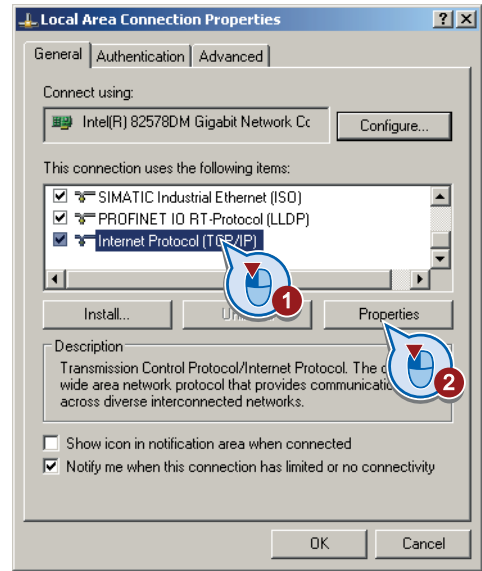 Local Area Connection Properties
General Authentication Advanced
Connect using:
Intel(R) 82578DM Gigabit Network Cc
Configure...
This connection uses the following items:
SIMATIC Industrial Ethernet (ISO)
PROFINET IO RT-Protocol (LLDP)
Internet Protocol (TCP/IP)
1
Install... Properties
2
Description
Transmission Control Protocol/Internet Protocol. The
wide area network protocol that provides
across diverse interconnected networks.
Show icon in notification area when connected
Notify me when this connection has limited or no connectivity
OK Cancel